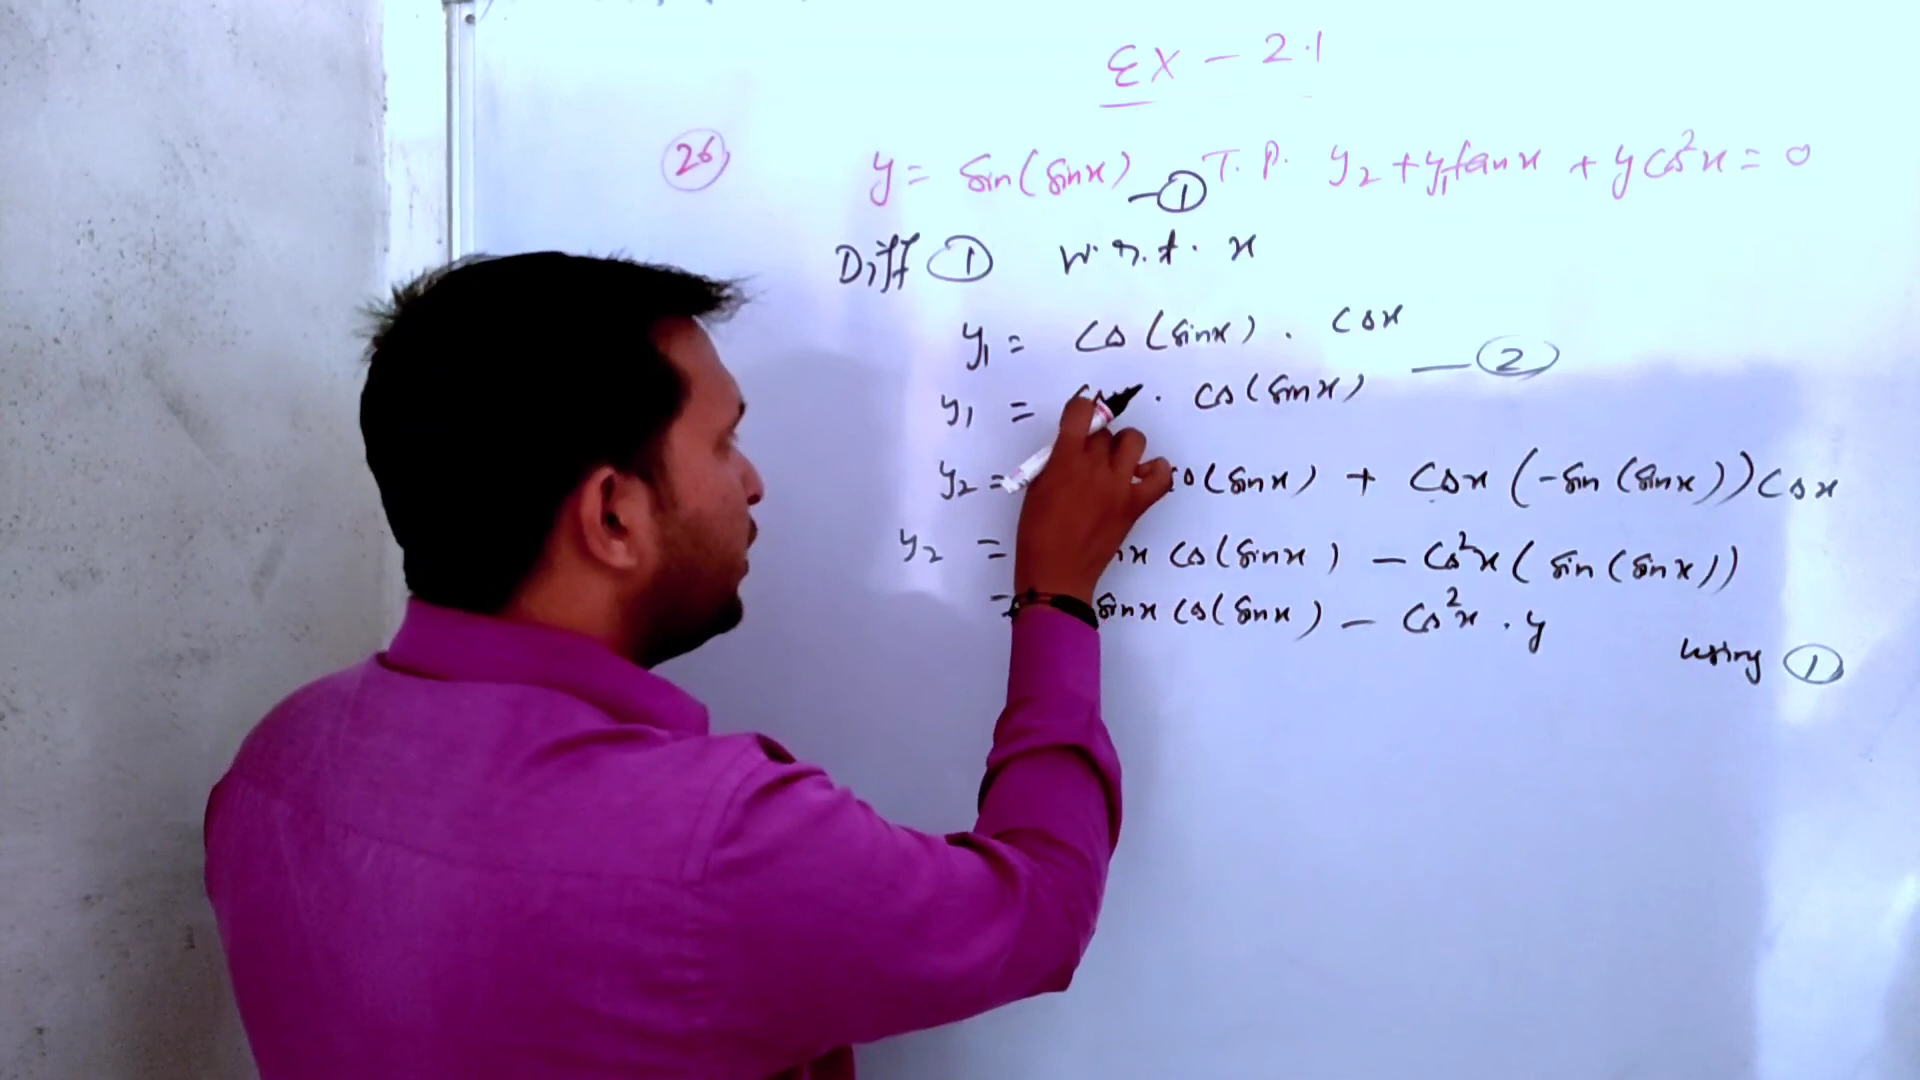 EX - 2.1
26) y = Sin(Sinx) -① T.P. y₂ + y₁tanx + yCos²x = 0
Diff ① w.r.t. x
y₁ = Cos(Sinx) . Cosx
y₁ = . Cos(Sinx) — ②
y₂ = (Sinx) + Cosx (-Sin (Sinx)) Cosx
y₂ = Cos(Sinx) - Cos²x (Sin (Sinx))
= Sinx Cos(Sinx) - Cos²x . y using ①